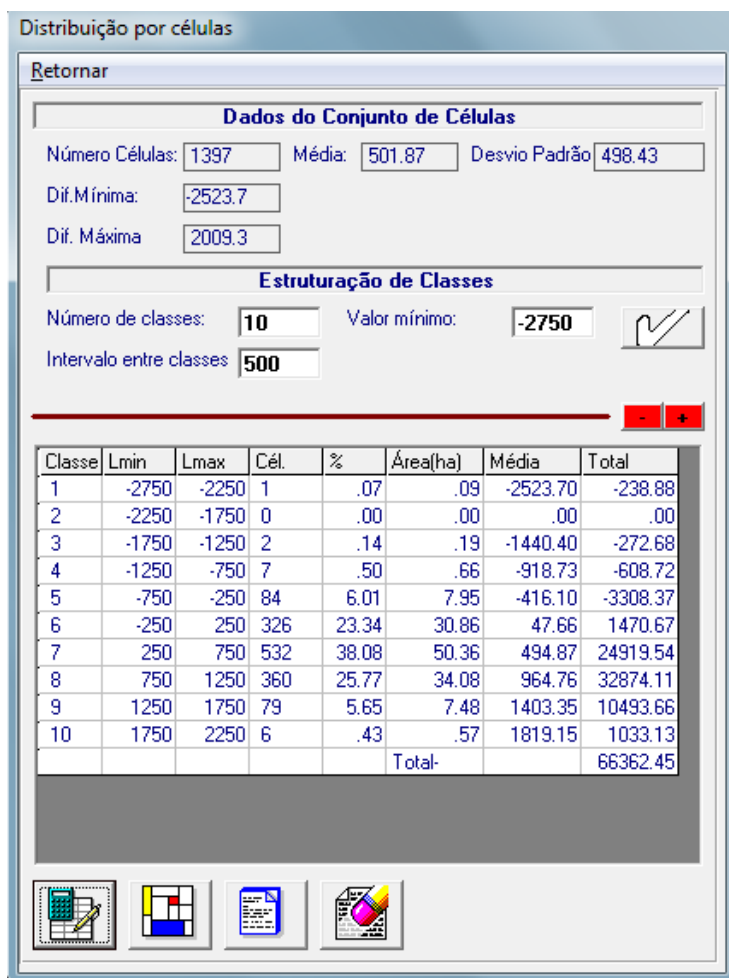 Distribuição por células
Retornar
Dados do Conjunto de Células
Número Células: 1397 Média: 501.87 Desvio Padrão 498.43
Dif.Mínima: -2523.7
Dif. Máxima 2009.3
Estruturação de Classes
Número de classes: 10 Valor mínimo: -2750
Intervalo entre classes 500
- +
Classe Lmin Lmax Cél. % Área(ha) Média Total
1 -2750 -2250 1 .07 .09 -2523.70 -238.88
2 -2250 -1750 0 .00 .00 .00 .00
3 -1750 -1250 2 .14 .19 -1440.40 -272.68
4 -1250 -750 7 .50 .66 -918.73 -608.72
5 -750 -250 84 6.01 7.95 -416.10 -3308.37
6 -250 250 326 23.34 30.86 47.66 1470.67
7 250 750 532 38.08 50.36 494.87 24919.54
8 750 1250 360 25.77 34.08 964.76 32874.11
9 1250 1750 79 5.65 7.48 1403.35 10493.66
10 1750 2250 6 .43 .57 1819.15 1033.13
Total- 66362.45